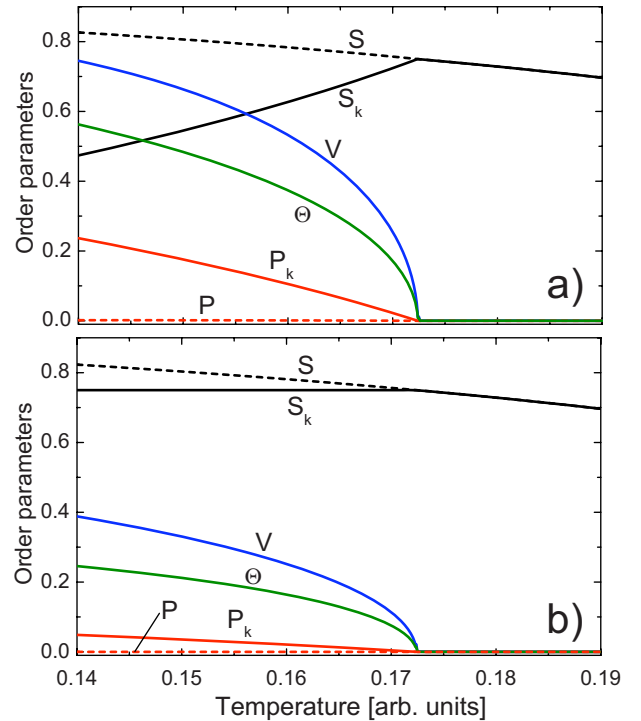 0.8
0.6
0.4
0.2
0.0
Order parameters
S
S_k
V
Θ
P_k
P
a)
0.8
0.6
0.4
0.2
0.0
Order parameters
S
S_k
V
Θ
P
P_k
b)
0.14 0.15 0.16 0.17 0.18 0.19
Temperature [arb. units]